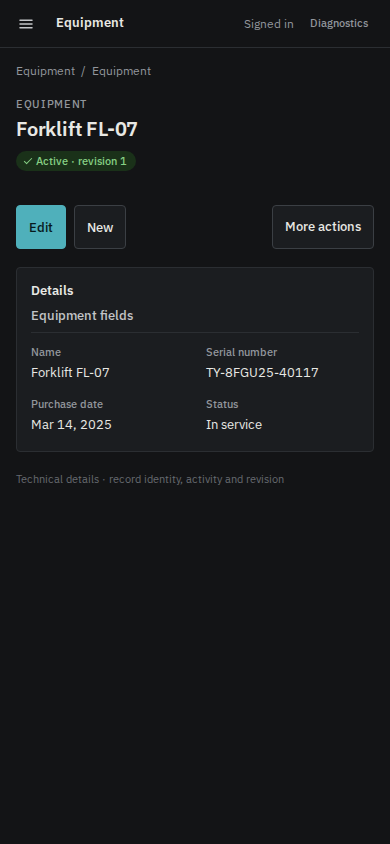 Equipment
Signed in
Diagnostics
Equipment / Equipment
EQUIPMENT
Forklift FL-07
✓ Active · revision 1
Edit
New
More actions
Details
Equipment fields
Name
Serial number
Forklift FL-07
TY-8FGU25-40117
Purchase date
Status
Mar 14, 2025
In service
Technical details · record identity, activity and revision